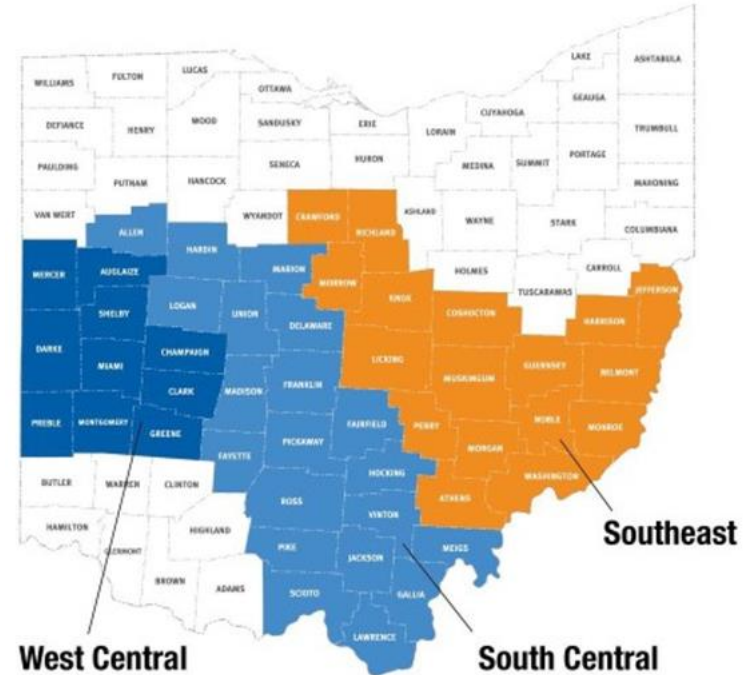 WILLIAMS
FULTON
LUCAS
OTTAWA
LAKE
ASHTABULA
GEAUGA
CUYAHOGA
DEFIANCE
HENRY
WOOD
SANDUSKY
ERIE
LORAIN
TRUMBULL
PAULDING
PUTNAM
HANCOCK
SENECA
HURON
MEDINA
SUMMIT
PORTAGE
MAHONING
VAN WERT
ALLEN
HARDIN
WYANDOT
CRAWFORD
RICHLAND
ASHLAND
WAYNE
STARK
COLUMBIANA
MERCER
AUGLAIZE
LOGAN
MARION
MORROW
KNOX
HOLMES
TUSCARAWAS
CARROLL
JEFFERSON
SHELBY
UNION
DELAWARE
COSHOCTON
HARRISON
DARKE
MIAMI
CHAMPAIGN
LICKING
GUERNSEY
BELMONT
CLARK
MADISON
FRANKLIN
MUSKINGUM
PREBLE
MONTGOMERY
GREENE
FAYETTE
PICKAWAY
FAIRFIELD
PERRY
MORGAN
NOBLE
MONROE
HOCKING
ATHENS
WASHINGTON
BUTLER
WARREN
CLINTON
ROSS
VINTON
MEIGS
HAMILTON
CLERMONT
HIGHLAND
PIKE
JACKSON
GALLIA
BROWN
ADAMS
SCIOTO
LAWRENCE
Southeast
West Central
South Central